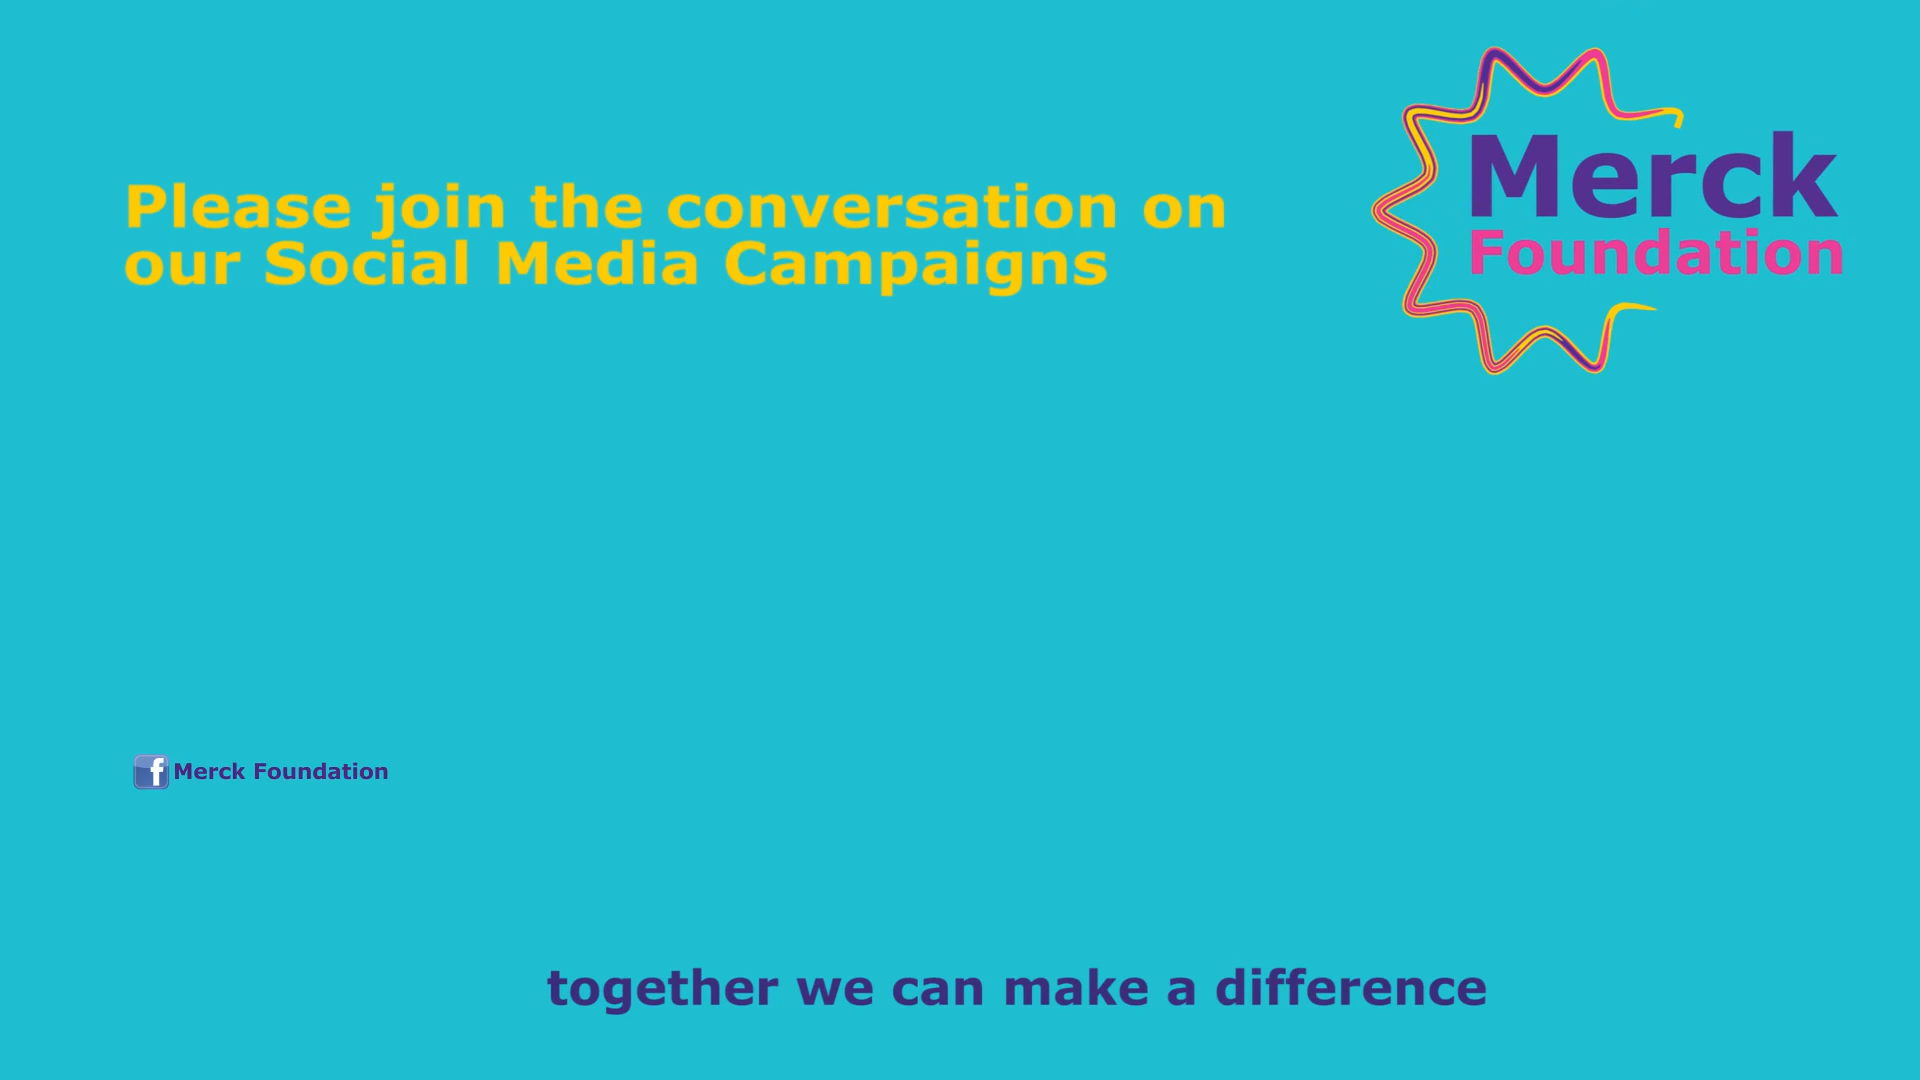 Please join the conversation on
our Social Media Campaigns
Merck
Foundation
Merck Foundation
together we can make a difference